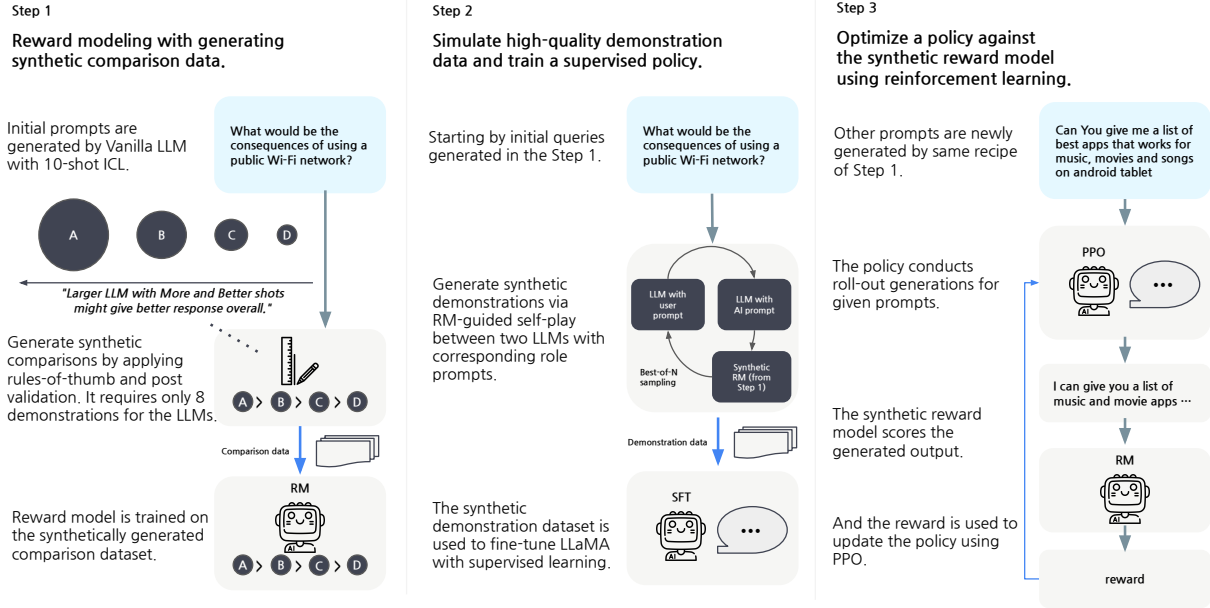 Step 1
Reward modeling with generating
synthetic comparison data.
Initial prompts are
generated by Vanilla LLM
with 10-shot ICL.
What would be the
consequences of using a
public Wi-Fi network?
A
B
C
D
"Larger LLM with More and Better shots
might give better response overall."
Generate synthetic
comparisons by applying
rules-of-thumb and post
validation. It requires only 8
demonstrations for the LLMs.
A > B > C > D
Comparison data
Reward model is trained on
the synthetically generated
comparison dataset.
RM
AI
A > B > C > D
Step 2
Simulate high-quality demonstration
data and train a supervised policy.
Starting by initial queries
generated in the Step 1.
What would be the
consequences of using a
public Wi-Fi network?
Generate synthetic
demonstrations via
RM-guided self-play
between two LLMs with
corresponding role
prompts.
LLM with
user
prompt
LLM with
AI prompt
Best-of-N
sampling
Synthetic
RM (from
Step 1)
Demonstration data
The synthetic
demonstration dataset is
used to fine-tune LLaMA
with supervised learning.
SFT
AI
...
Step 3
Optimize a policy against
the synthetic reward model
using reinforcement learning.
Other prompts are newly
generated by same recipe
of Step 1.
Can You give me a list of
best apps that works for
music, movies and songs
on android tablet
The policy conducts
roll-out generations for
given prompts.
PPO
AI
...
I can give you a list of
music and movie apps ⋯
The synthetic reward
model scores the
generated output.
RM
AI
And the reward is used to
update the policy using
PPO.
reward